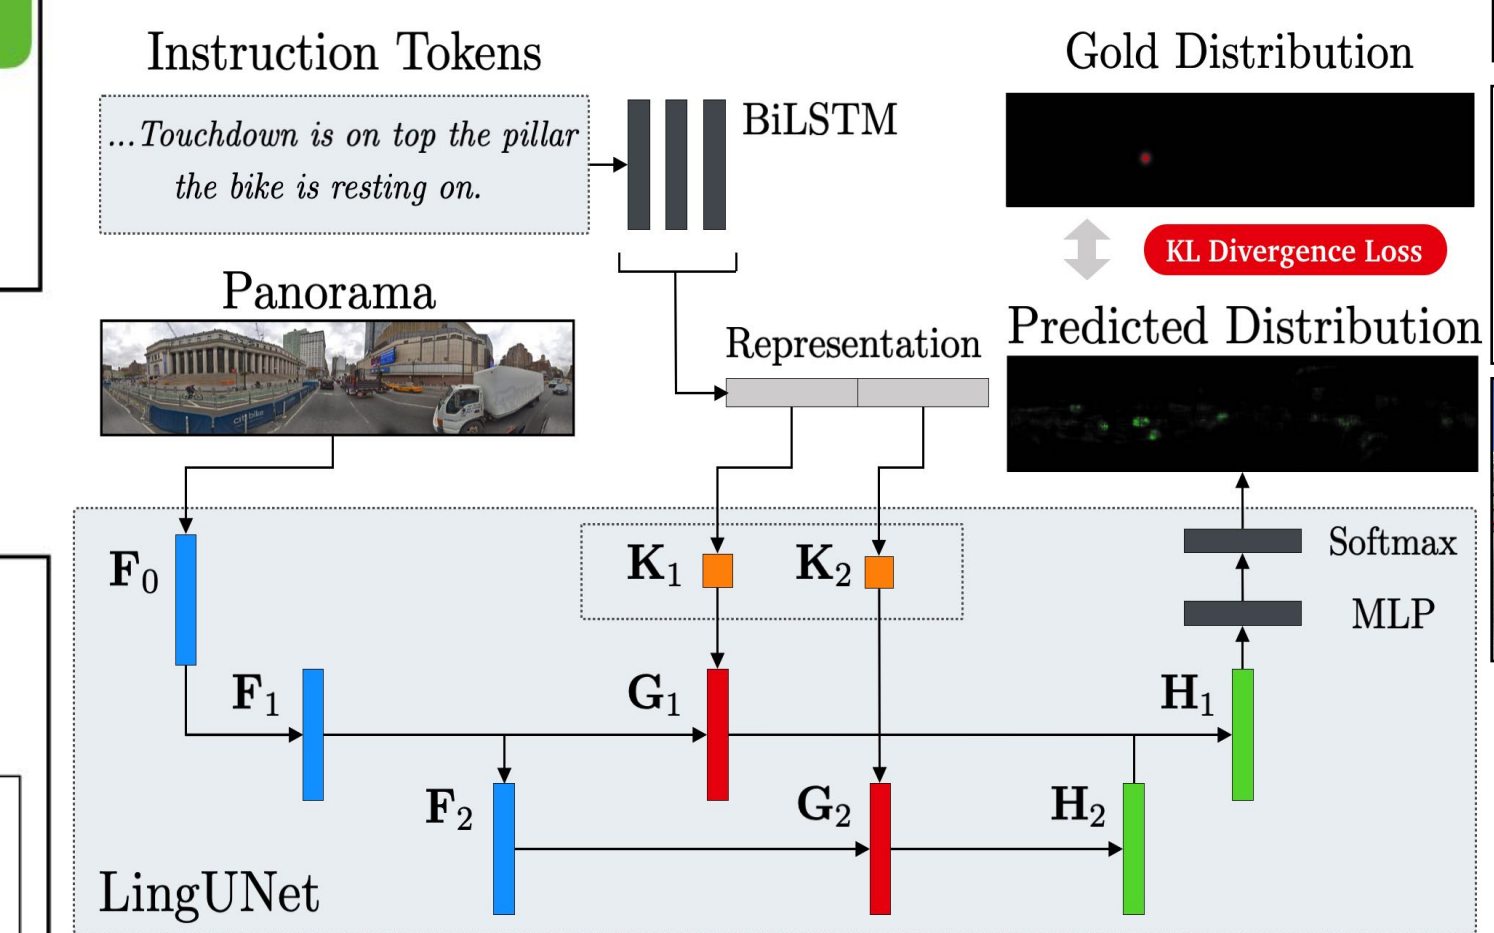 Instruction Tokens
...Touchdown is on top the pillar
the bike is resting on.
BiLSTM
Gold Distribution
KL Divergence Loss
Panorama
citibike
Representation
Predicted Distribution
F0
K1
K2
Softmax
MLP
F1
G1
H1
F2
G2
H2
LingUNet